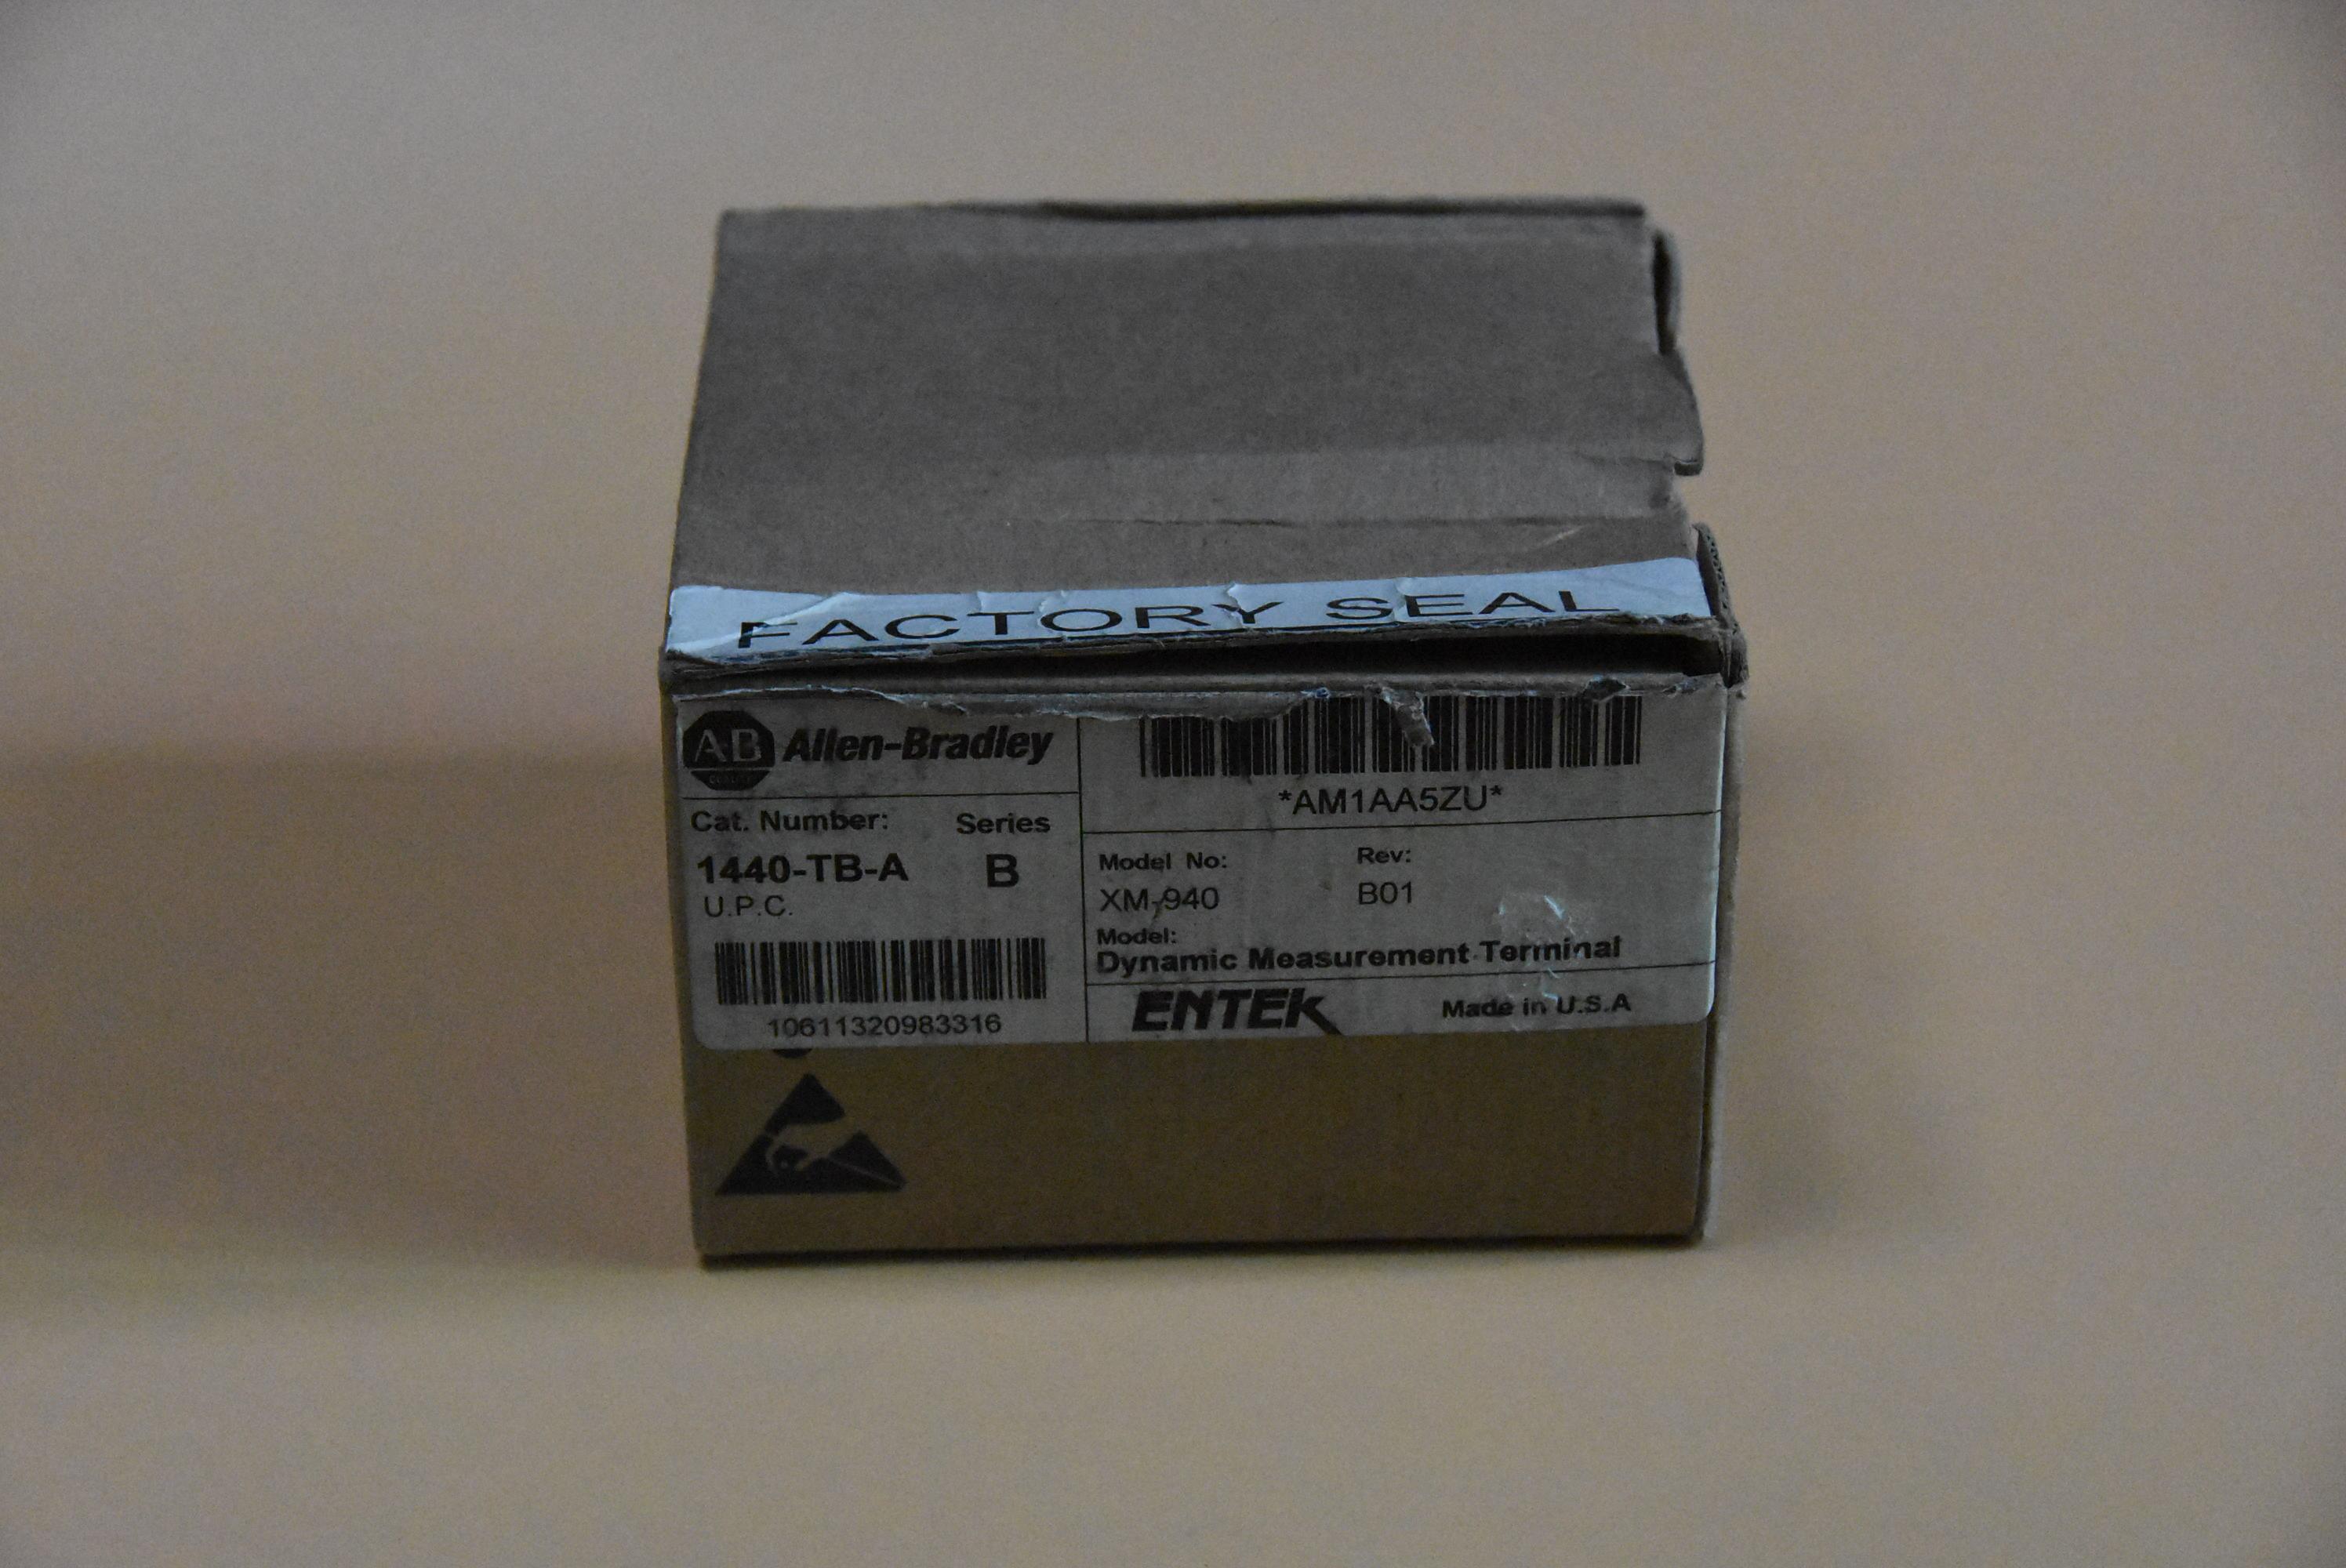 FACTORY SEAL
AB
QUALITY
Allen-Bradley
Cat. Number: Series
1440-TB-A B
U.P.C.
10611320983316
*AM1AA5ZU*
Model No: Rev:
XM-940 B01
Model:
Dynamic Measurement Terminal
ENTEK
Made in U.S.A